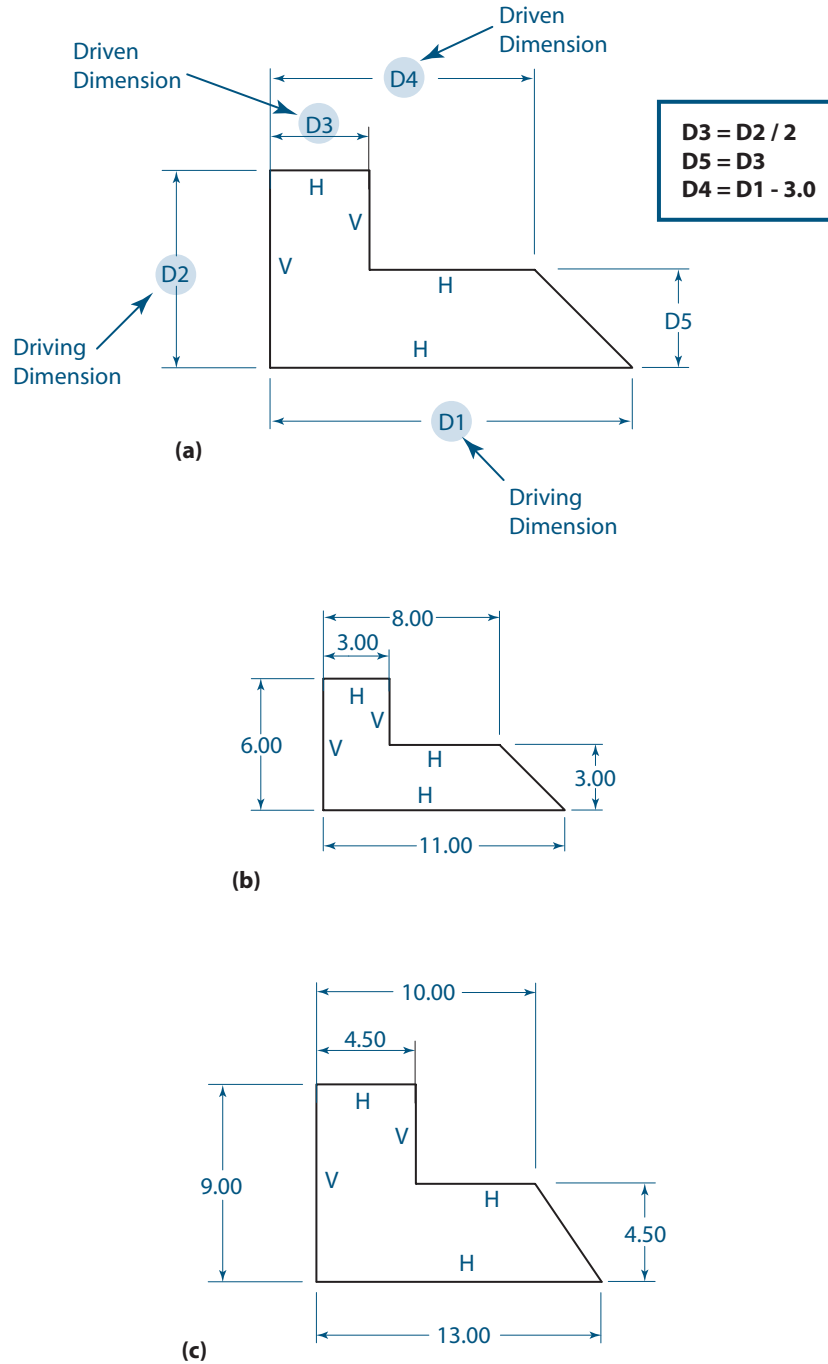 Driven
Dimension
D4
Driven
Dimension
D3
D3 = D2 / 2
D5 = D3
D4 = D1 - 3.0
H
V
V
D2
H
D5
Driving
Dimension
H
D1
(a)
Driving
Dimension
8.00
3.00
H
V
6.00
V
H
3.00
H
11.00
(b)
10.00
4.50
H
V
9.00
V
H
4.50
H
13.00
(c)